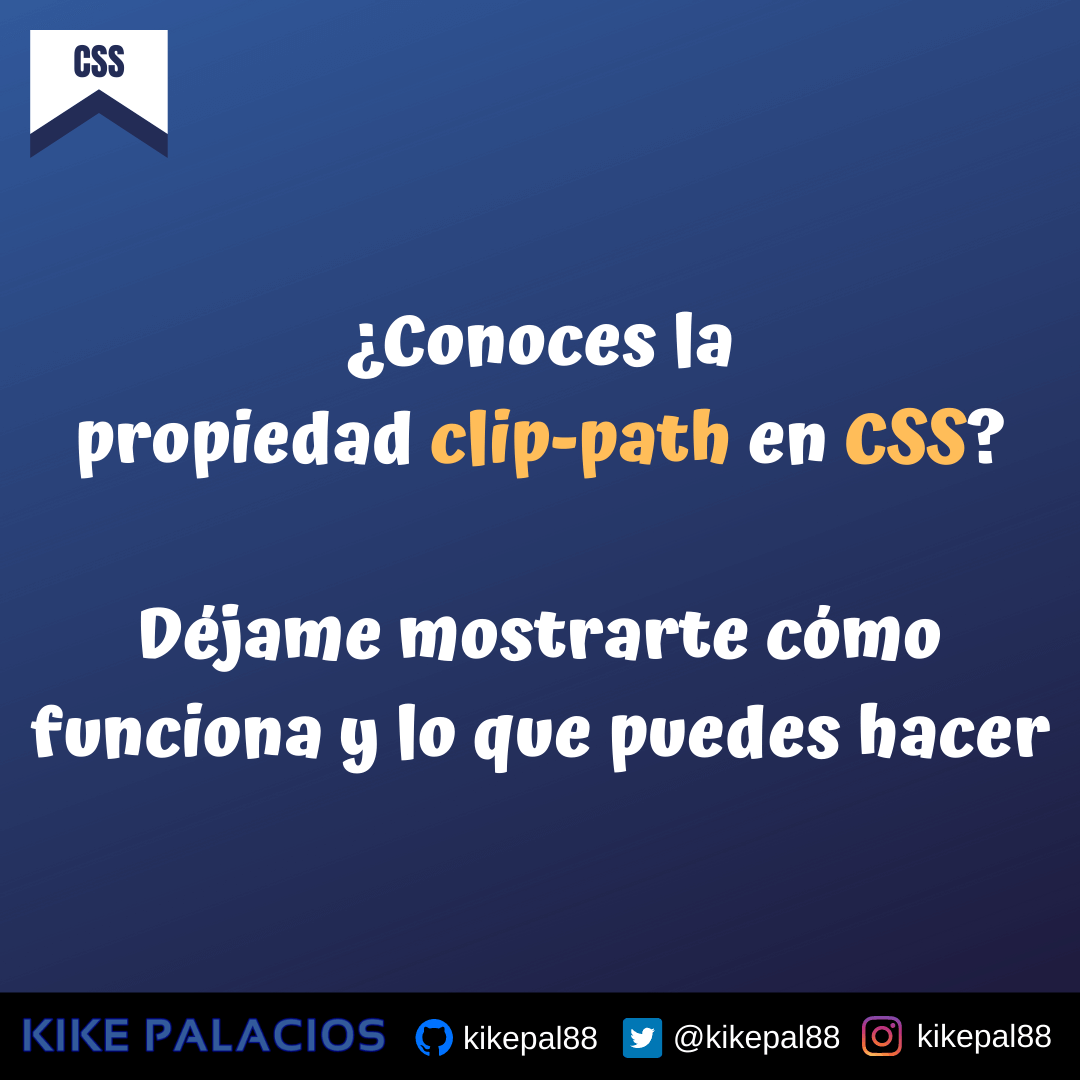 CSS
¿Conoces la
propiedad clip-path en CSS?
Déjame mostrarte cómo
funciona y lo que puedes hacer
KIKE PALACIOS kikepal88 @kikepal88 kikepal88